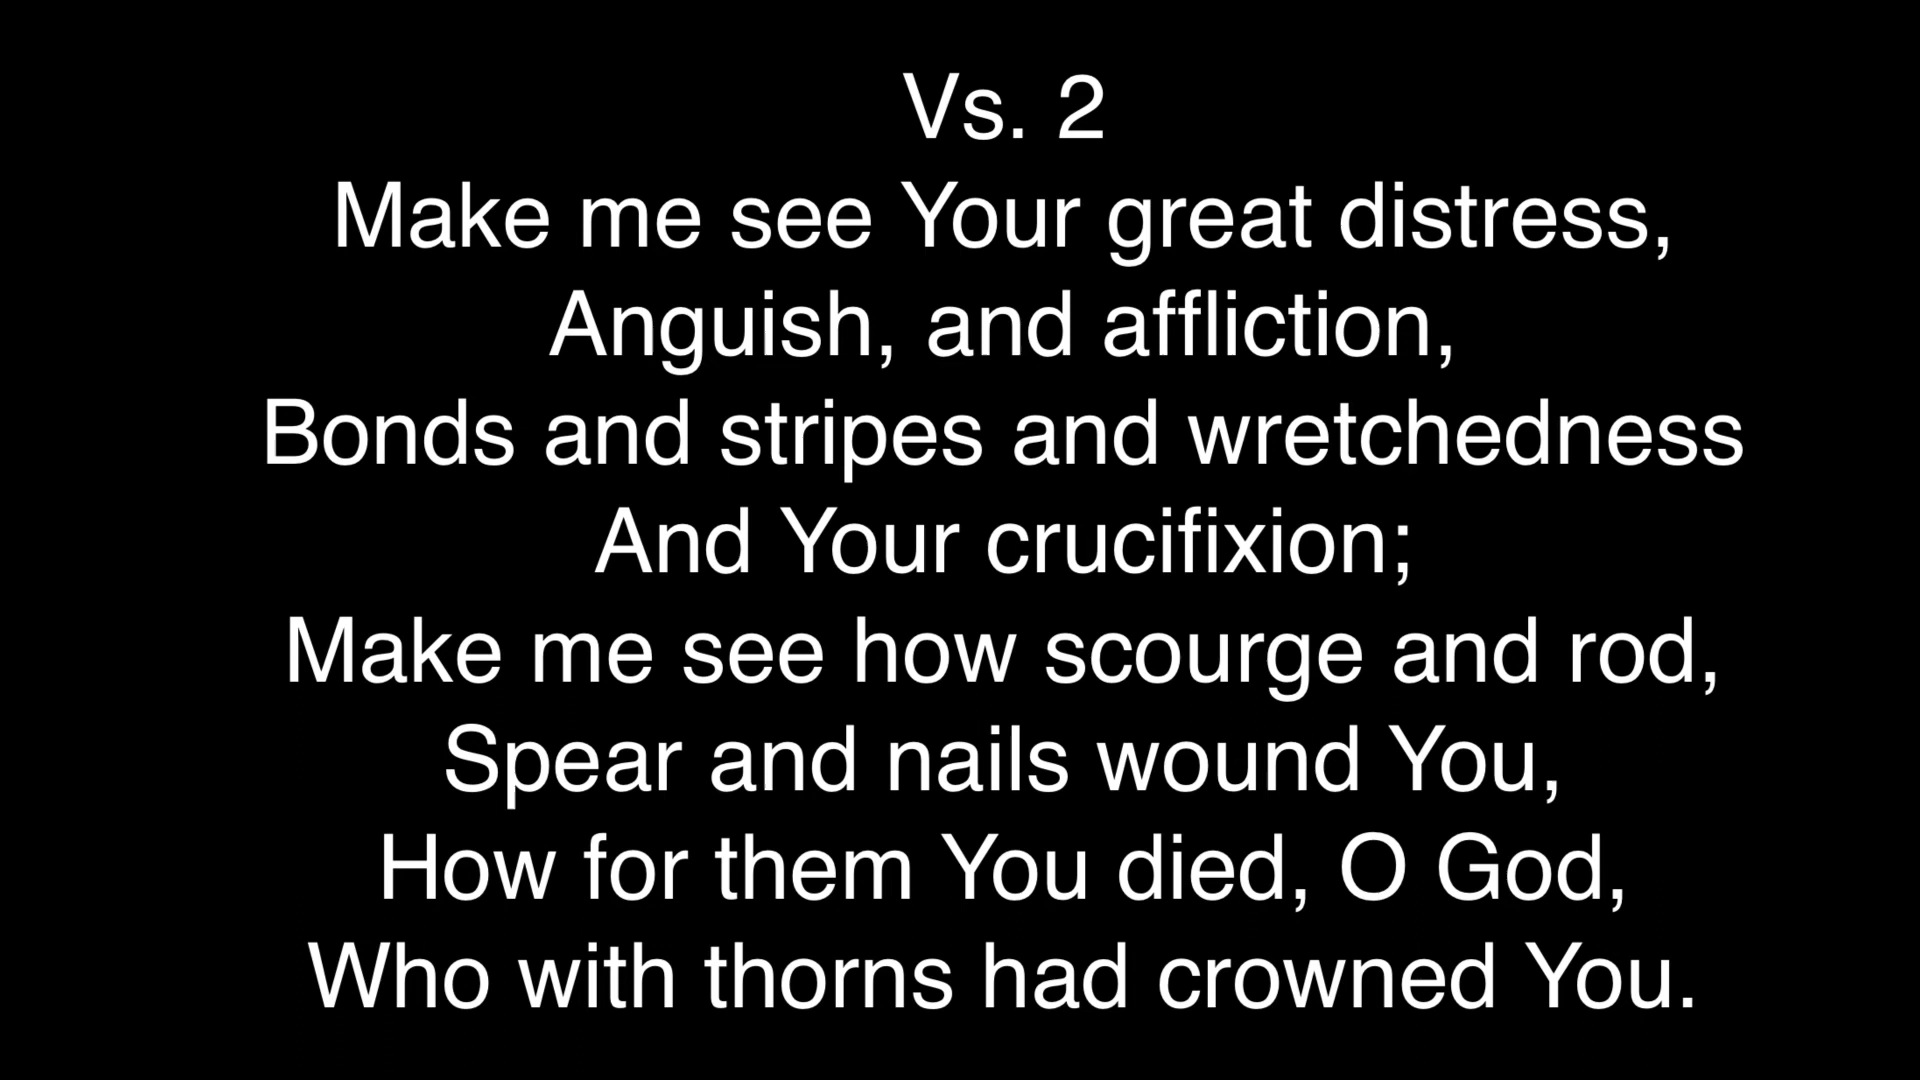 Vs. 2
Make me see Your great distress,
Anguish, and affliction,
Bonds and stripes and wretchedness
And Your crucifixion;
Make me see how scourge and rod,
Spear and nails wound You,
How for them You died, O God,
Who with thorns had crowned You.